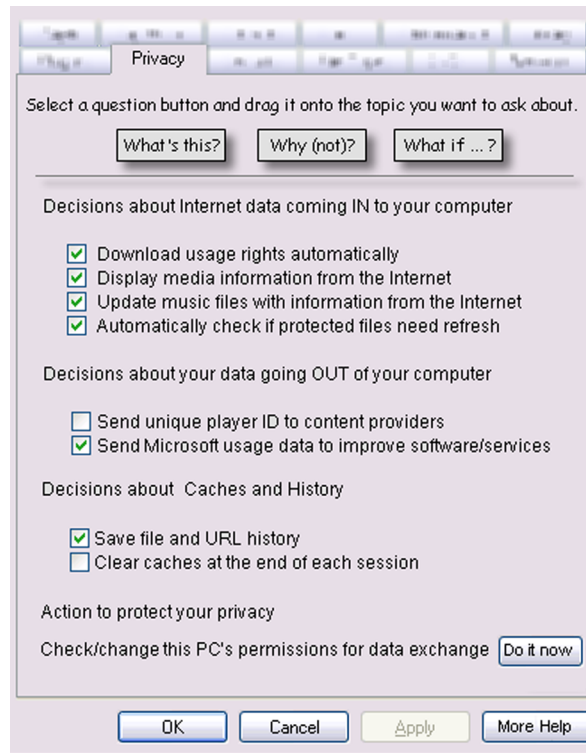 Privacy
Select a question button and drag it onto the topic you want to ask about.
What's this? Why (not)? What if ... ?
Decisions about Internet data coming IN to your computer
Download usage rights automatically
Display media information from the Internet
Update music files with information from the Internet
Automatically check if protected files need refresh
Decisions about your data going OUT of your computer
Send unique player ID to content providers
Send Microsoft usage data to improve software/services
Decisions about Caches and History
Save file and URL history
Clear caches at the end of each session
Action to protect your privacy
Check/change this PC's permissions for data exchange Do it now
OK Cancel Apply More Help